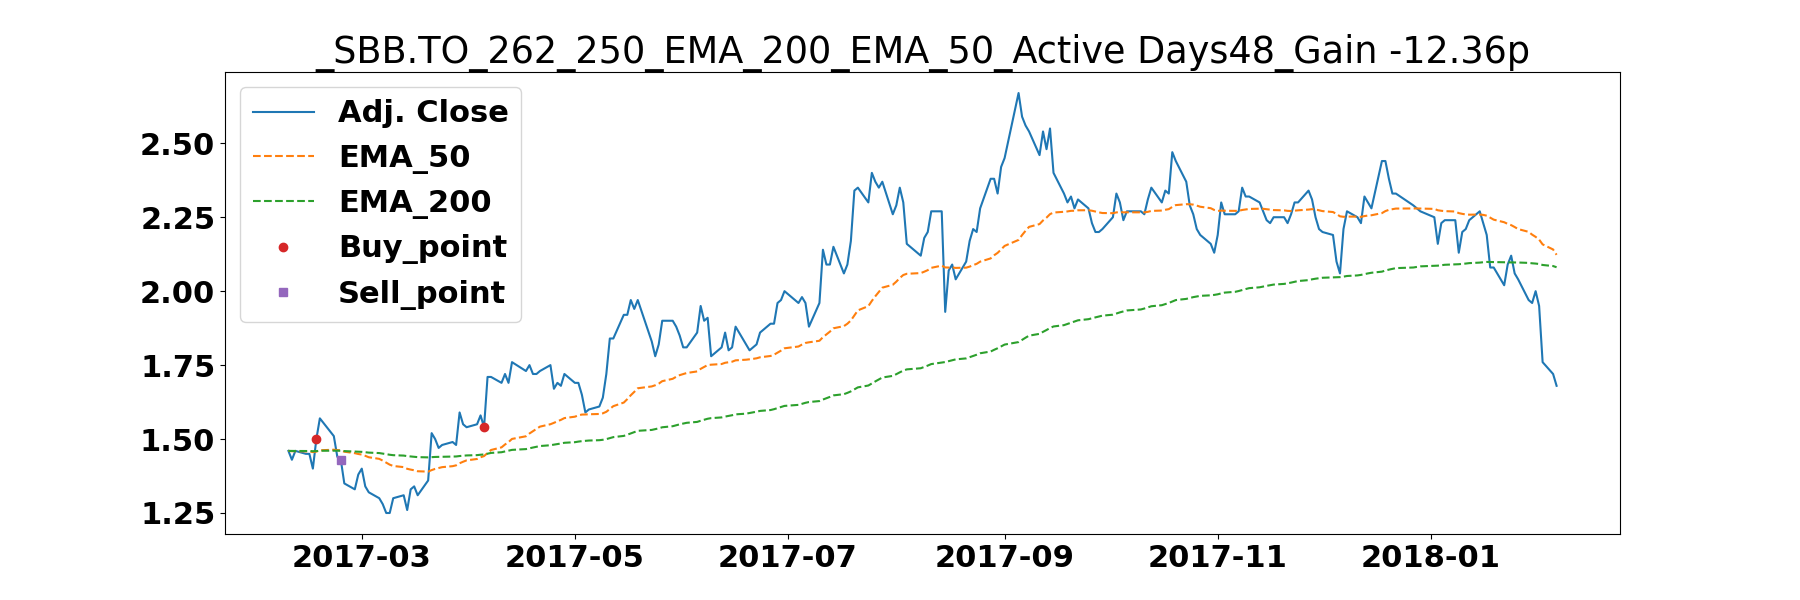 _SBB.TO_262_250_EMA_200_EMA_50_Active Days48_Gain -12.36p
Adj. Close
EMA_50
EMA_200
Buy_point
Sell_point
2.50
2.25
2.00
1.75
1.50
1.25
2017-03 2017-05 2017-07 2017-09 2017-11 2018-01